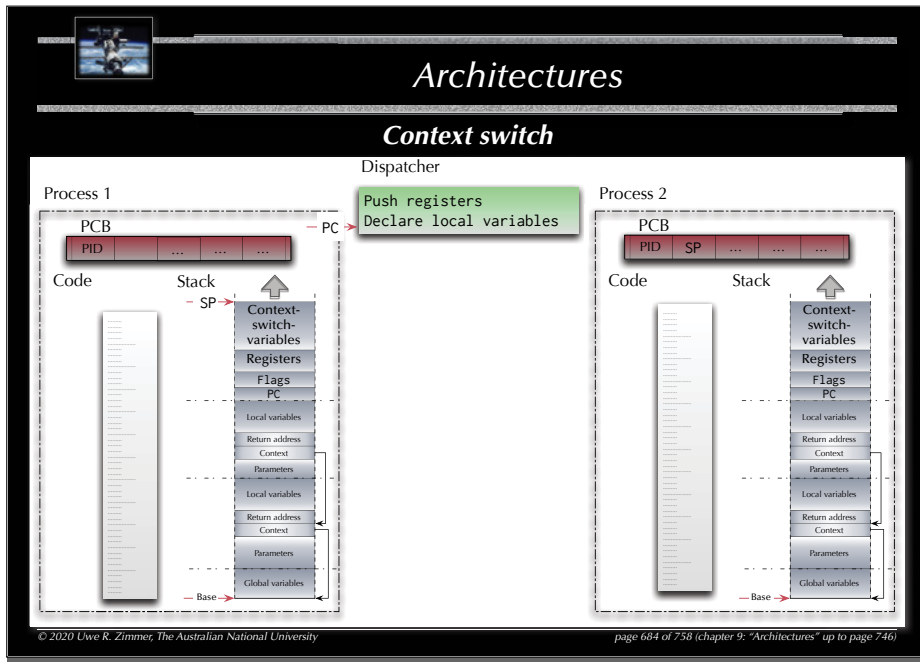 Architectures
Context switch
Dispatcher
Push registers
Declare local variables
PC
Process 1
PCB
PID ... ... ...
Code
Stack
SP
Context-
switch-
variables
Registers
Flags
PC
Local variables
Return address
Context
Parameters
Local variables
Return address
Context
Parameters
Global variables
Base
Process 2
PCB
PID SP ... ... ...
Code
Stack
Context-
switch-
variables
Registers
Flags
PC
Local variables
Return address
Context
Parameters
Local variables
Return address
Context
Parameters
Global variables
Base
© 2020 Uwe R. Zimmer, The Australian National University
page 684 of 758 (chapter 9: “Architectures” up to page 746)